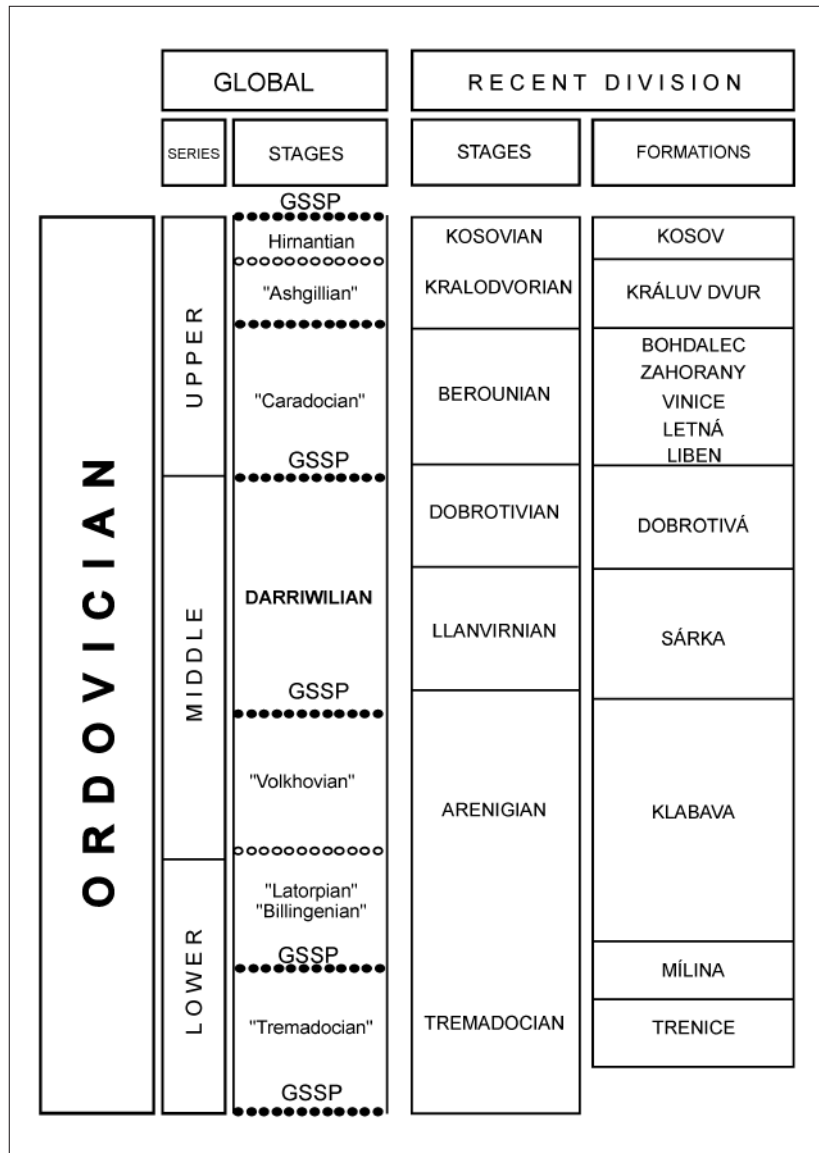 GLOBAL
RECENT DIVISION
SERIES
STAGES
STAGES
FORMATIONS
ORDOVICIAN
UPPER
MIDDLE
LOWER
GSSP
Hirnantian
"Ashgillian"
"Caradocian"
GSSP
DARRIWILIAN
GSSP
"Volkhovian"
"Latorpian"
"Billingenian"
GSSP
"Tremadocian"
GSSP
KOSOVIAN
KRALODVORIAN
BEROUNIAN
DOBROTIVIAN
LLANVIRNIAN
ARENIGIAN
TREMADOCIAN
KOSOV
KRÁLUV DVUR
BOHDALEC
ZAHORANY
VINICE
LETNÁ
LIBEN
DOBROTIVÁ
SÁRKA
KLABAVA
MÍLINA
TRENICE